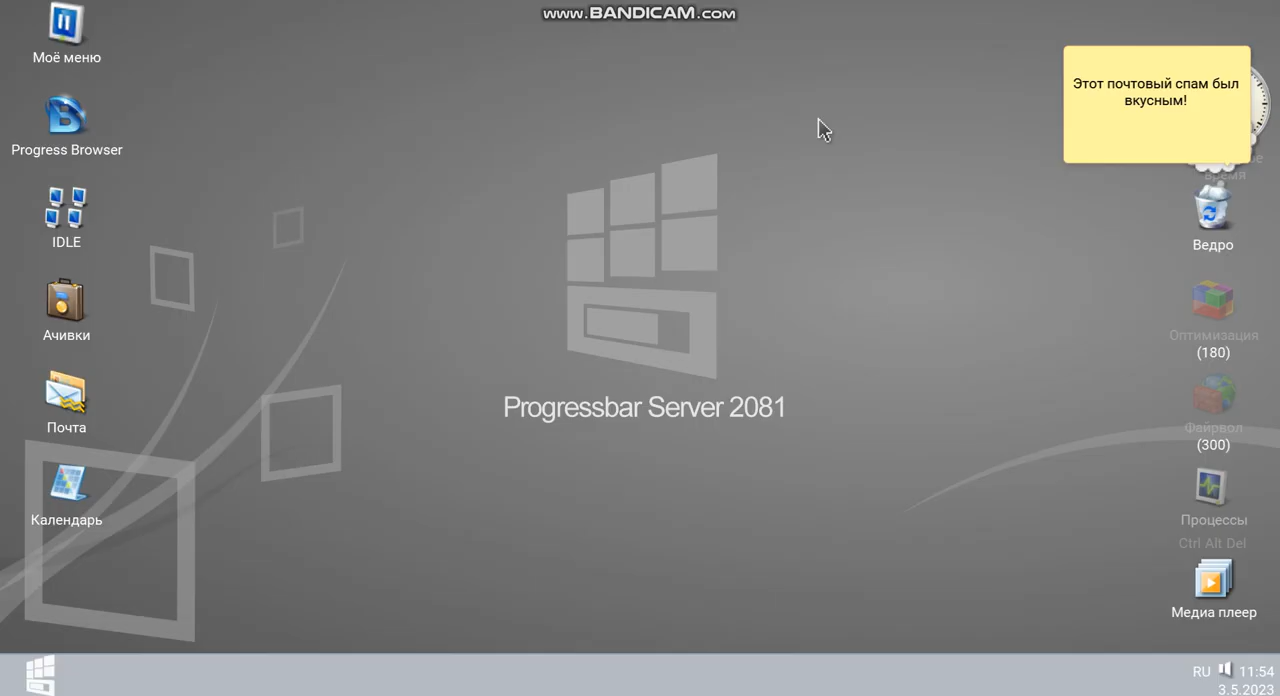 www.BANDICAM.com
Моё меню
Progress Browser
IDLE
Ачивки
Почта
Календарь
Progressbar Server 2081
Этот почтовый спам был
вкусным!
время
Ведро
Оптимизация
(180)
Файрвол
(300)
Процессы
Ctrl Alt Del
Медиа плеер
RU
11:54
3.5.2023